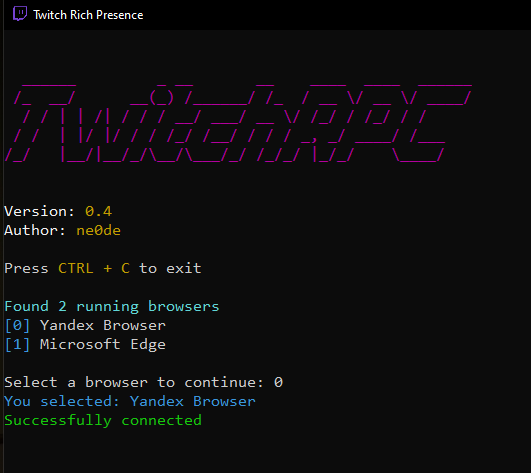 Twitch Rich Presence
TwitchRPC
Version: 0.4
Author: ne0de
Press CTRL + C to exit
Found 2 running browsers
[0] Yandex Browser
[1] Microsoft Edge
Select a browser to continue: 0
You selected: Yandex Browser
Successfully connected